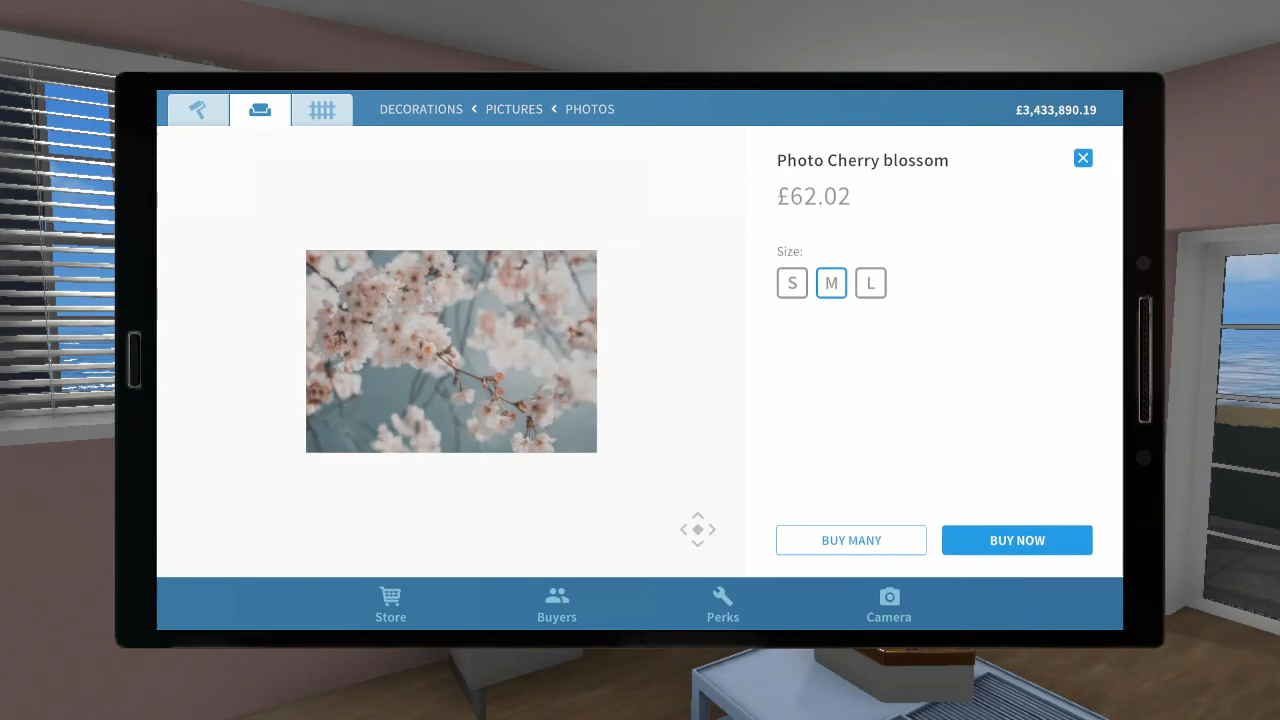 DECORATIONS < PICTURES < PHOTOS
£3,433,890.19
Photo Cherry blossom
£62.02
Size:
S M L
BUY MANY BUY NOW
Store Buyers Perks Camera